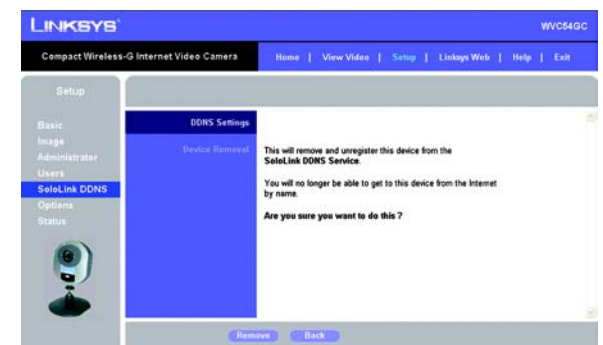 LINKSYS®
WVC54GC
Compact Wireless-G Internet Video Camera
Home | View Video | Setup | Linksys Web | Help | Exit
Setup
Basic
Image
Administrator
Users
SoloLink DDNS
Options
Status
DDNS Settings
Device Removal
This will remove and unregister this device from the
SoloLink DDNS Service.
You will no longer be able to get to this device from the Internet
by name.
Are you sure you want to do this ?
Remove
Back